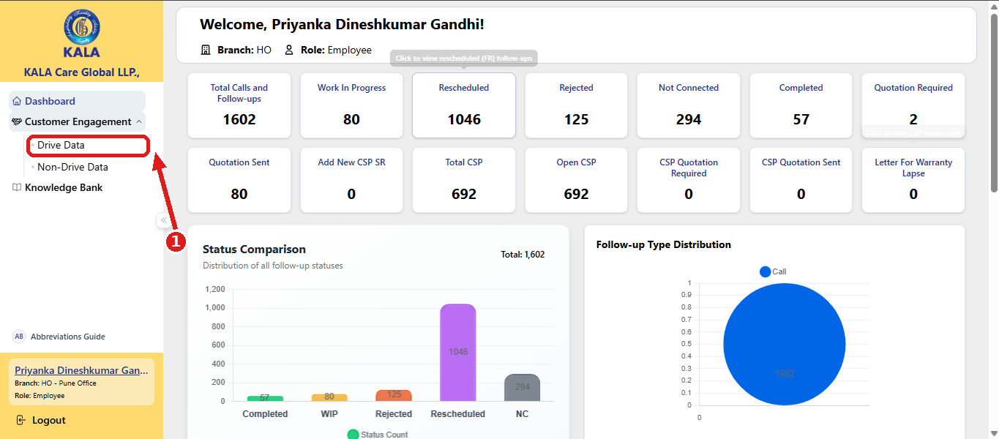 KALA
KALA Care Global LLP.,
Dashboard
Customer Engagement
Drive Data
Non-Drive Data
Knowledge Bank
1
AB Abbreviations Guide
Priyanka Dineshkumar Gan...
Branch: HO - Pune Office
Role: Employee
Logout
Welcome, Priyanka Dineshkumar Gandhi!
Branch: HO Role: Employee
Click to view rescheduled (FR) follow-ups
Total Calls and
Follow-ups
1602
Work In Progress
80
Rescheduled
1046
Rejected
125
Not Connected
294
Completed
57
Quotation Required
2
Quotation Sent
80
Add New CSP SR
0
Total CSP
692
Open CSP
692
CSP Quotation
Required
0
CSP Quotation Sent
0
Letter For Warranty
Lapse
0
Status Comparison
Distribution of all follow-up statuses
Total: 1,602
1,200
1,000
800
600
400
200
0
57
80
125
1046
294
Completed
WIP
Rejected
Rescheduled
NC
Status Count
Follow-up Type Distribution
Call
1
0.9
0.8
0.7
0.6
0.5
0.4
0.3
0.2
0.1
0
0
1602